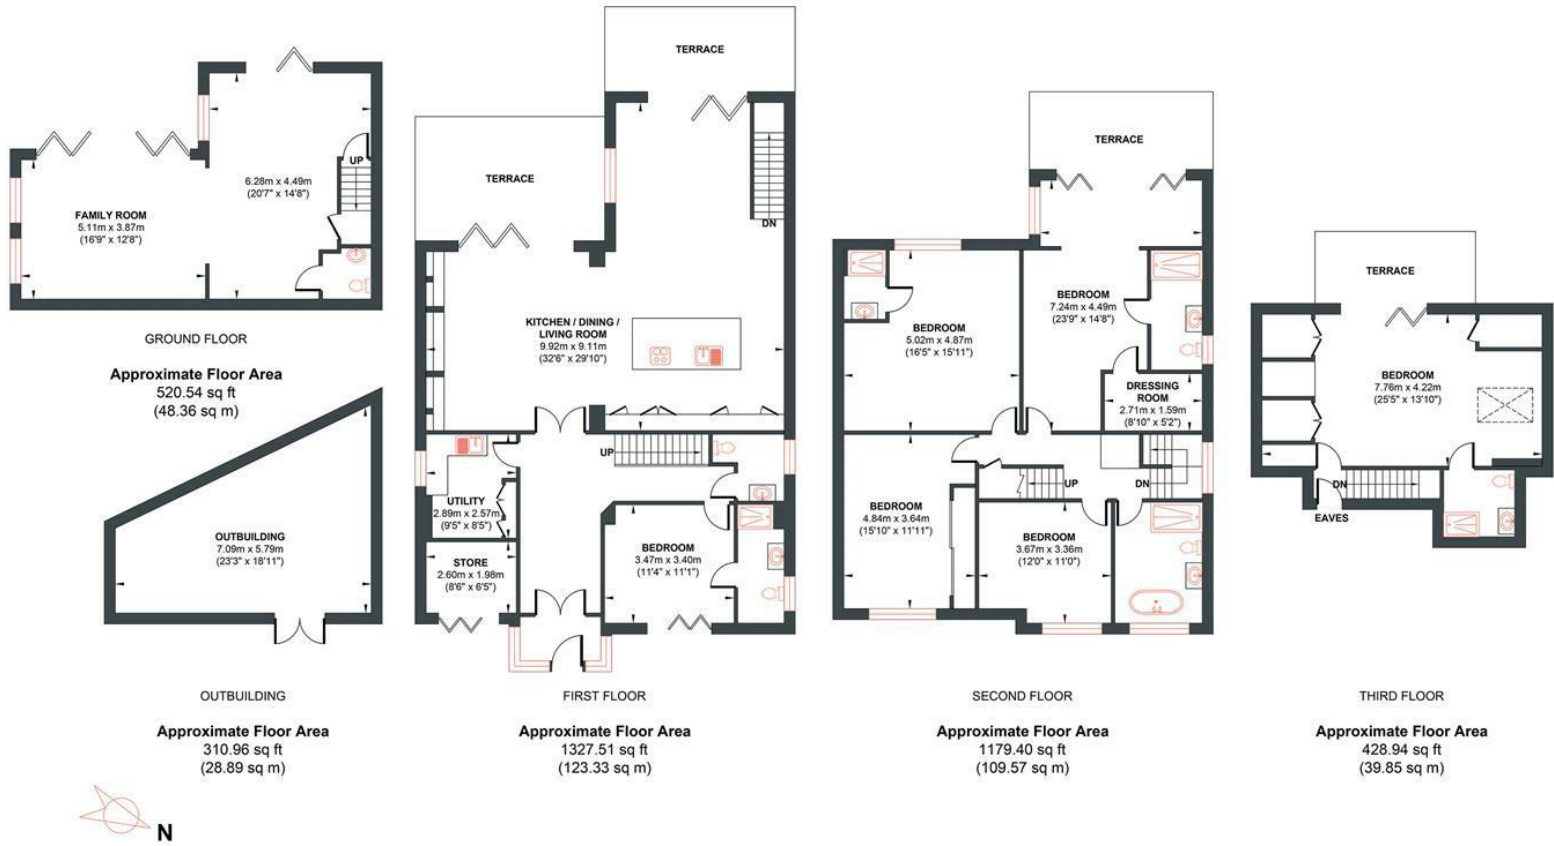 UP
6.28m x 4.49m
(20'7" x 14'8")
FAMILY ROOM
5.11m x 3.87m
(16'9" x 12'8")
GROUND FLOOR
Approximate Floor Area
520.54 sq ft
(48.36 sq m)
OUTBUILDING
7.09m x 5.79m
(23'3" x 18'11")
OUTBUILDING
Approximate Floor Area
310.96 sq ft
(28.89 sq m)
TERRACE
TERRACE
DN
KITCHEN / DINING /
LIVING ROOM
9.92m x 9.11m
(32'6" x 29'10")
UP
UTILITY
2.89m x 2.57m
(9'5" x 8'5")
STORE
2.60m x 1.98m
(8'6" x 6'5")
BEDROOM
3.47m x 3.40m
(11'4" x 11'1")
FIRST FLOOR
Approximate Floor Area
1327.51 sq ft
(123.33 sq m)
TERRACE
BEDROOM
7.24m x 4.49m
(23'9" x 14'8")
BEDROOM
5.02m x 4.87m
(16'5" x 15'11")
DRESSING
ROOM
2.71m x 1.59m
(8'10" x 5'2")
UP
DN
BEDROOM
4.84m x 3.64m
(15'10" x 11'11")
BEDROOM
3.67m x 3.36m
(12'0" x 11'0")
SECOND FLOOR
Approximate Floor Area
1179.40 sq ft
(109.57 sq m)
TERRACE
BEDROOM
7.76m x 4.22m
(25'5" x 13'10")
DN
EAVES
THIRD FLOOR
Approximate Floor Area
428.94 sq ft
(39.85 sq m)
N